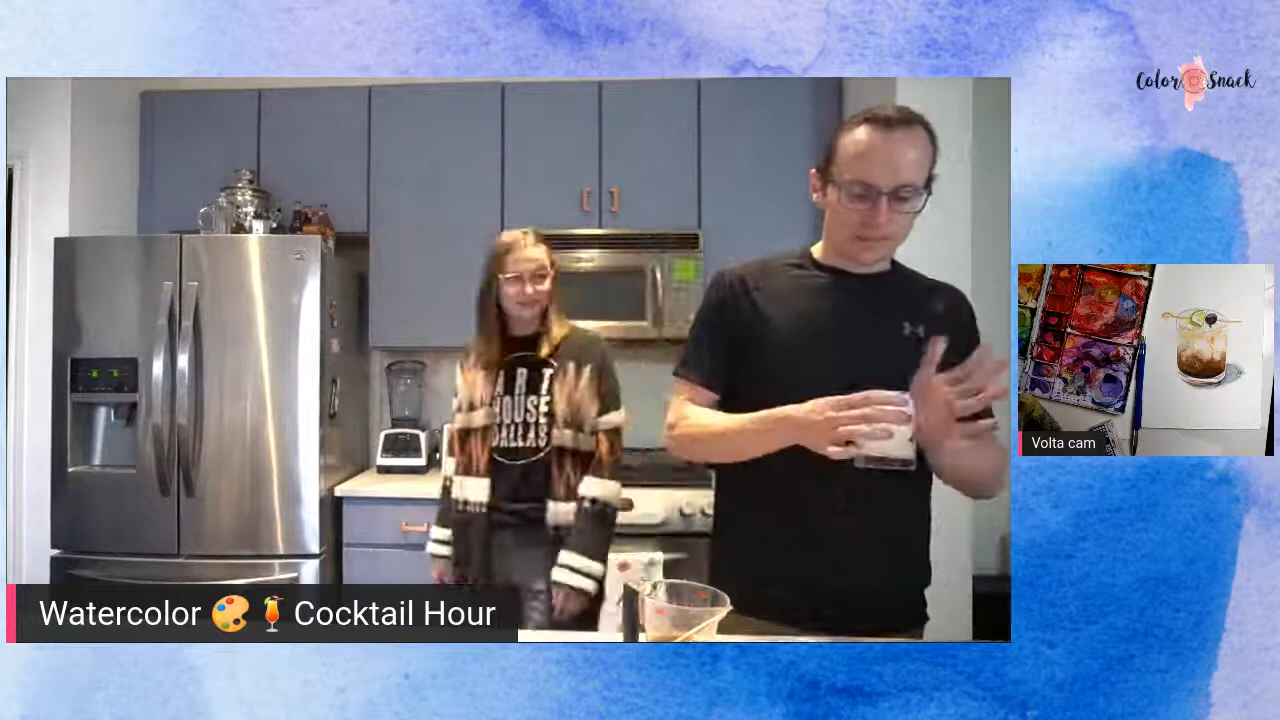 Color Snack
ART
HOUSE
DALLAS
Volta cam
Watercolor 🎨🍹 Cocktail Hour